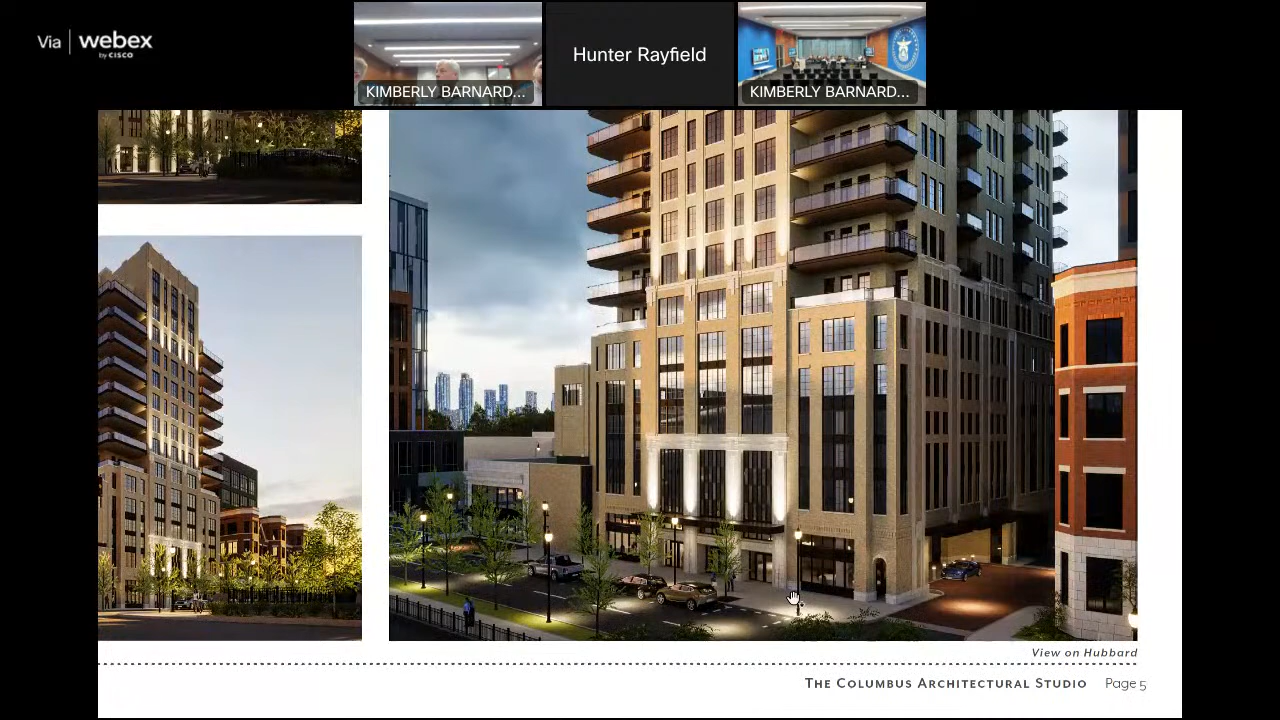 Via webex
by CISCO
KIMBERLY BARNARD...
Hunter Rayfield
KIMBERLY BARNARD...
View on Hubbard
THE COLUMBUS ARCHITECTURAL STUDIO Page 5